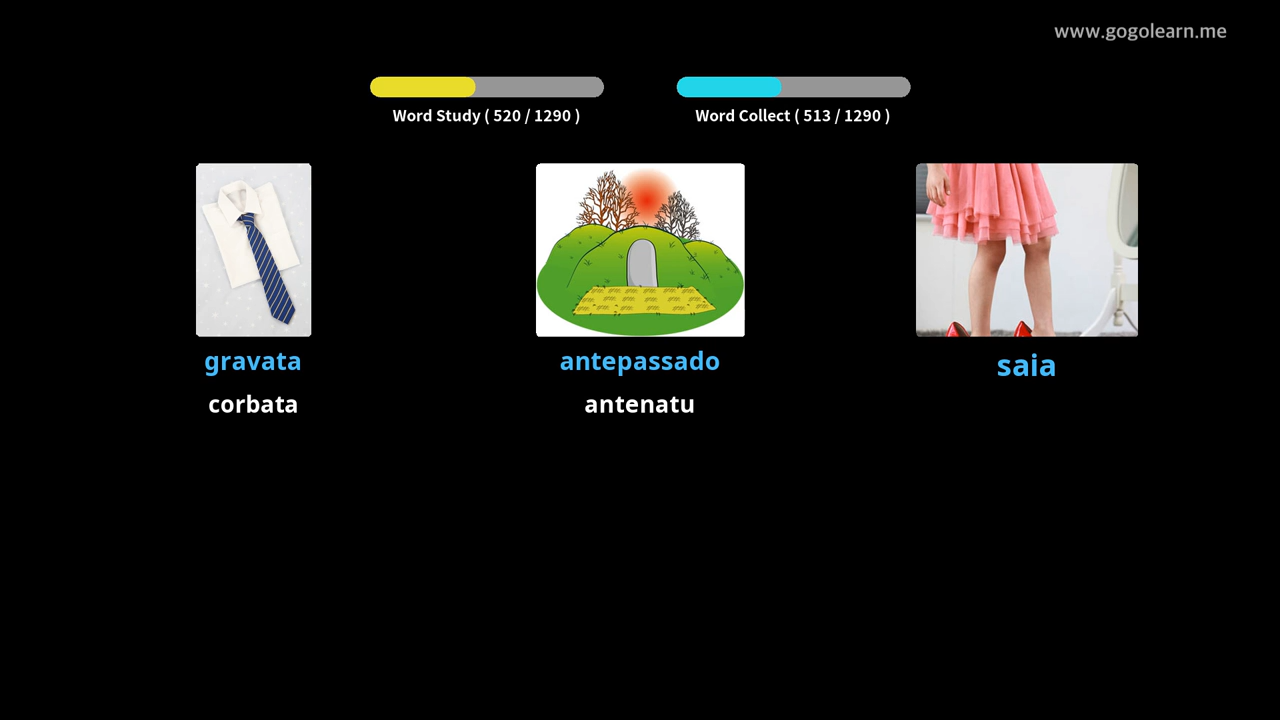 www.gogolearn.me
Word Study ( 520 / 1290 )
Word Collect ( 513 / 1290 )
gravata
corbata
antepassado
antenatu
saia